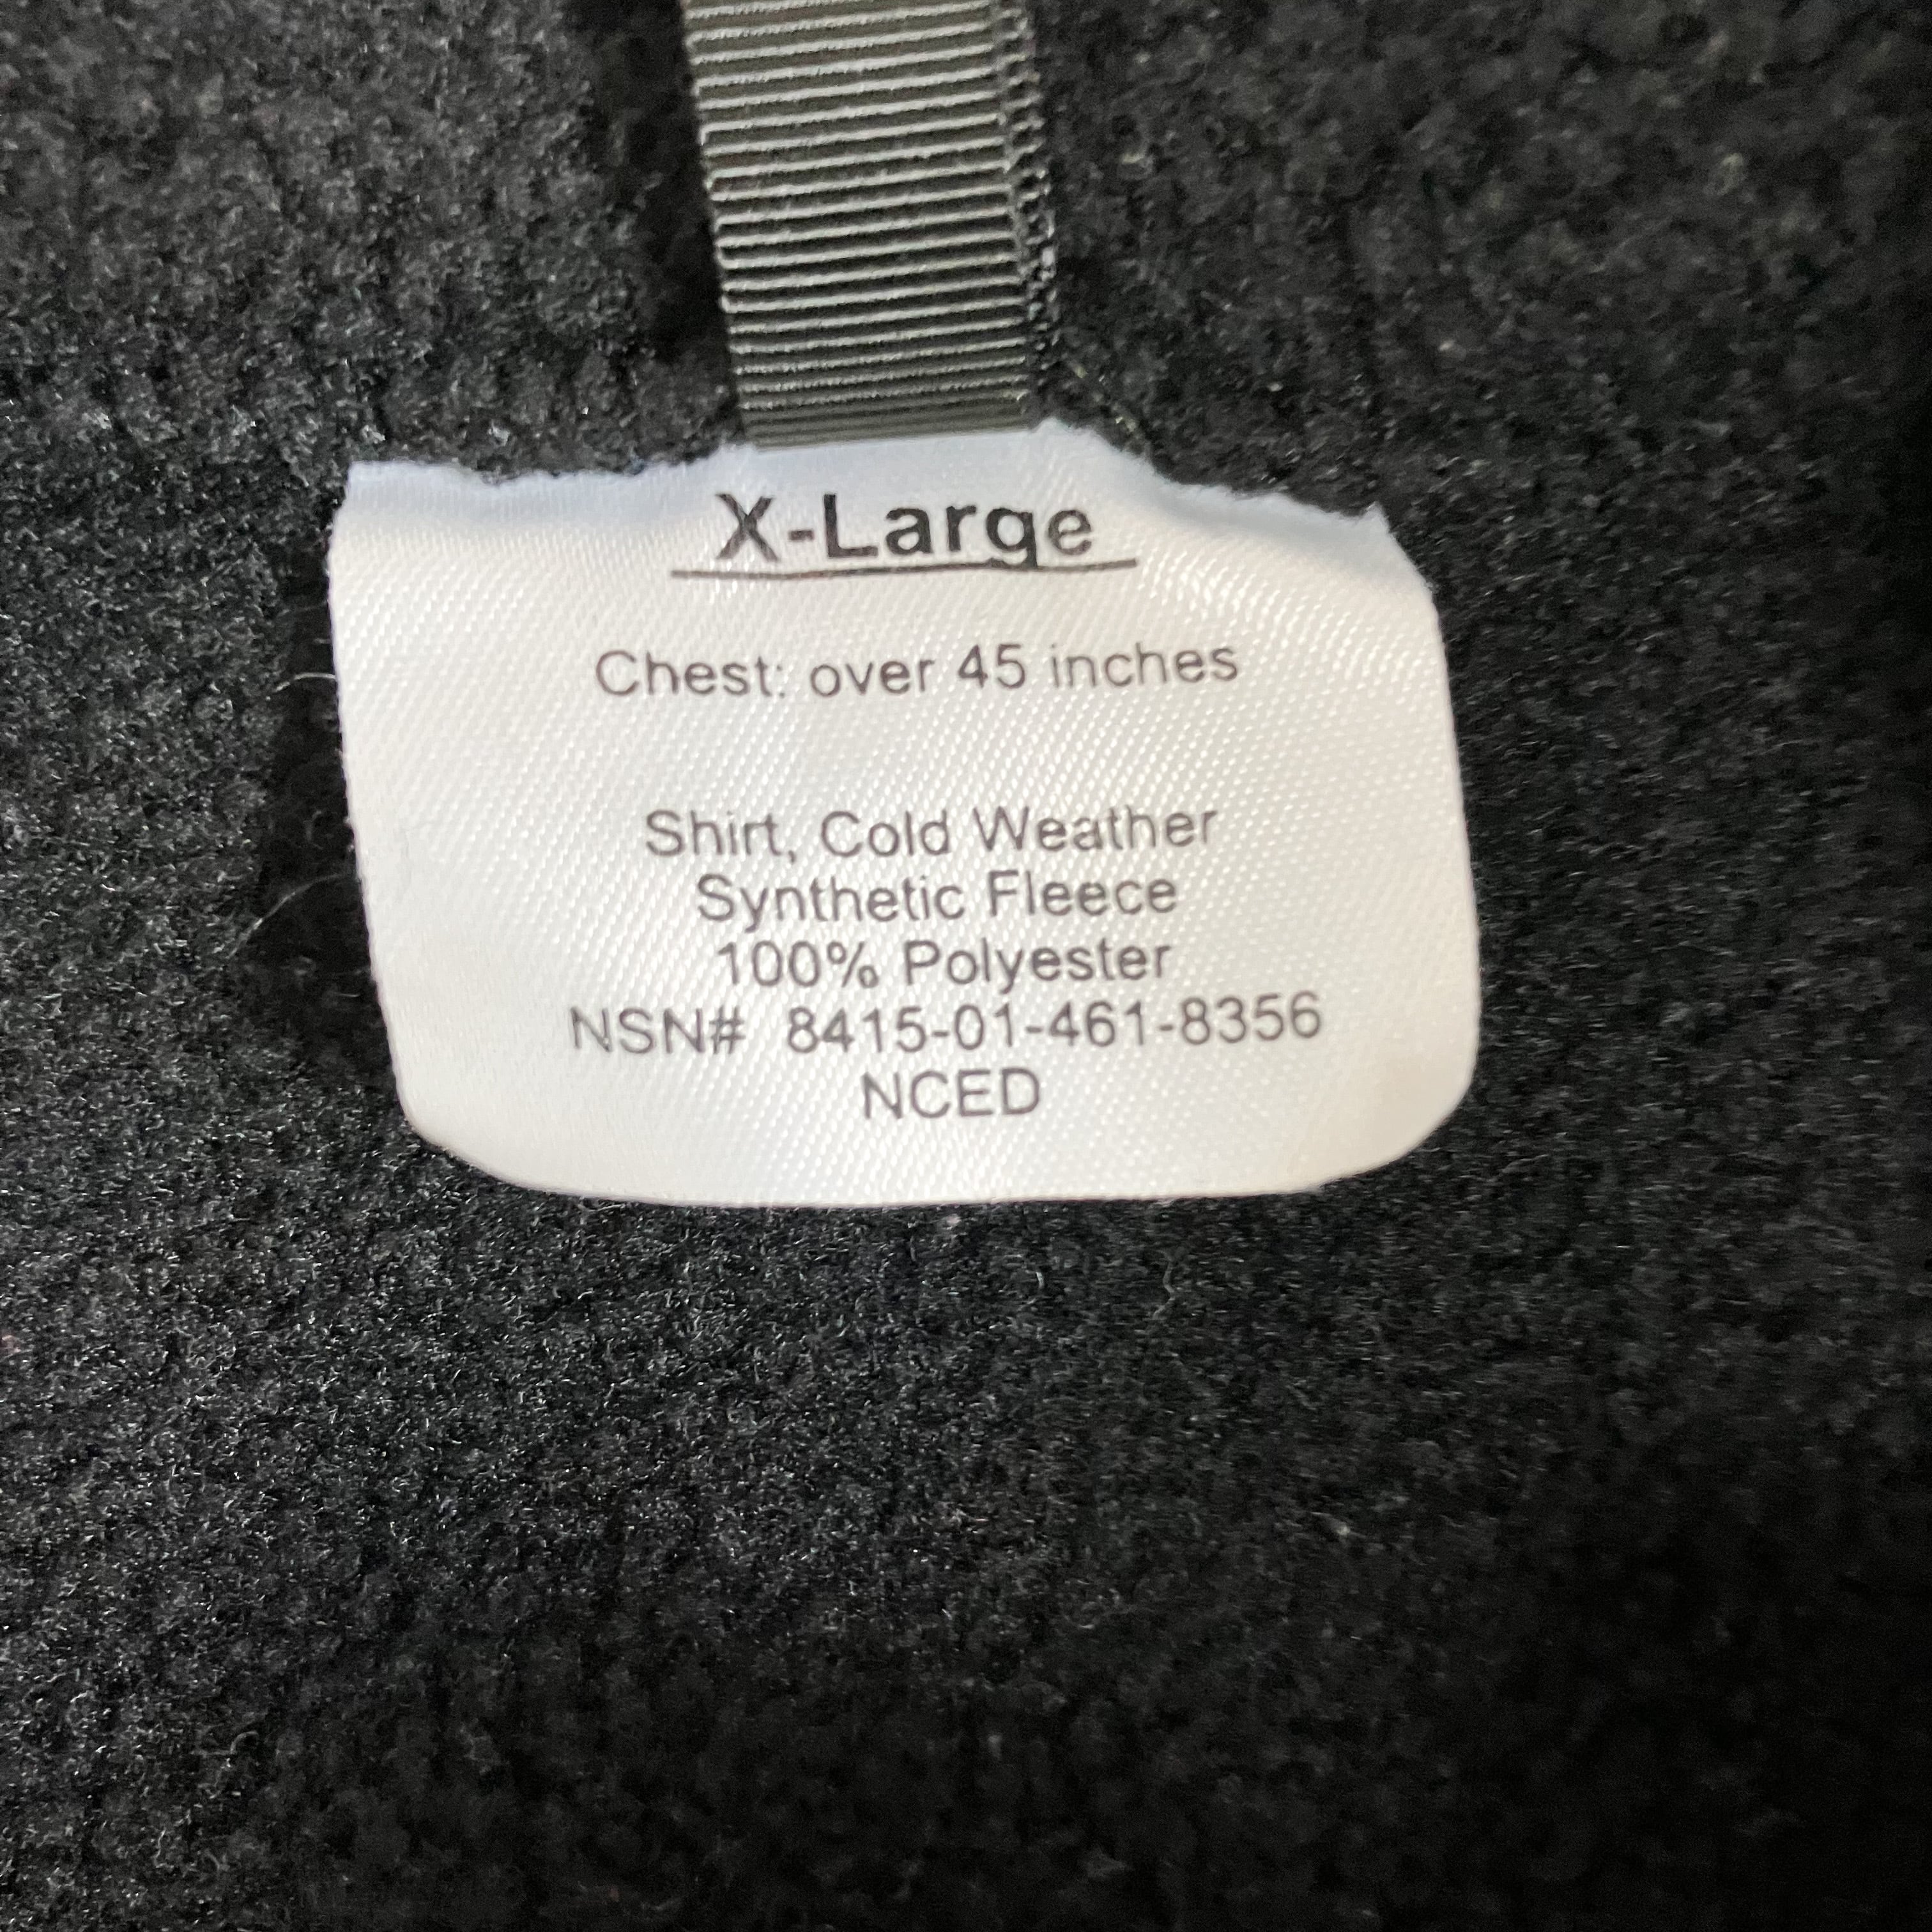 X-Large
Chest: over 45 inches
Shirt, Cold Weather
Synthetic Fleece
100% Polyester
NSN# 8415-01-461-8356
NCED